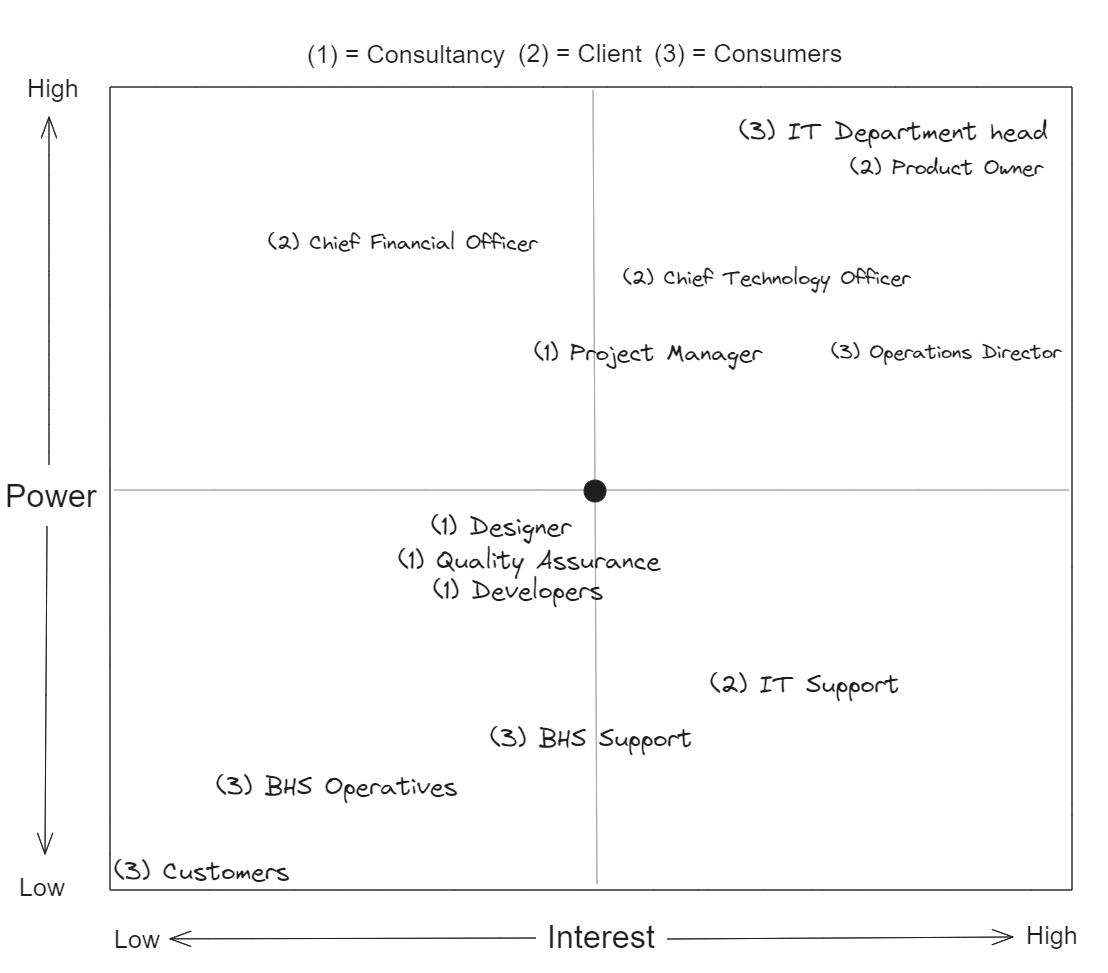 (1) = Consultancy (2) = Client (3) = Consumers
High
(3) IT Department head
(2) Product Owner
(2) Chief Financial Officer
(2) Chief Technology Officer
(1) Project Manager
(3) Operations Director
Power
(1) Designer
(1) Quality Assurance
(1) Developers
(2) IT Support
(3) BHS Support
(3) BHS Operatives
(3) Customers
Low
Low
Interest
High